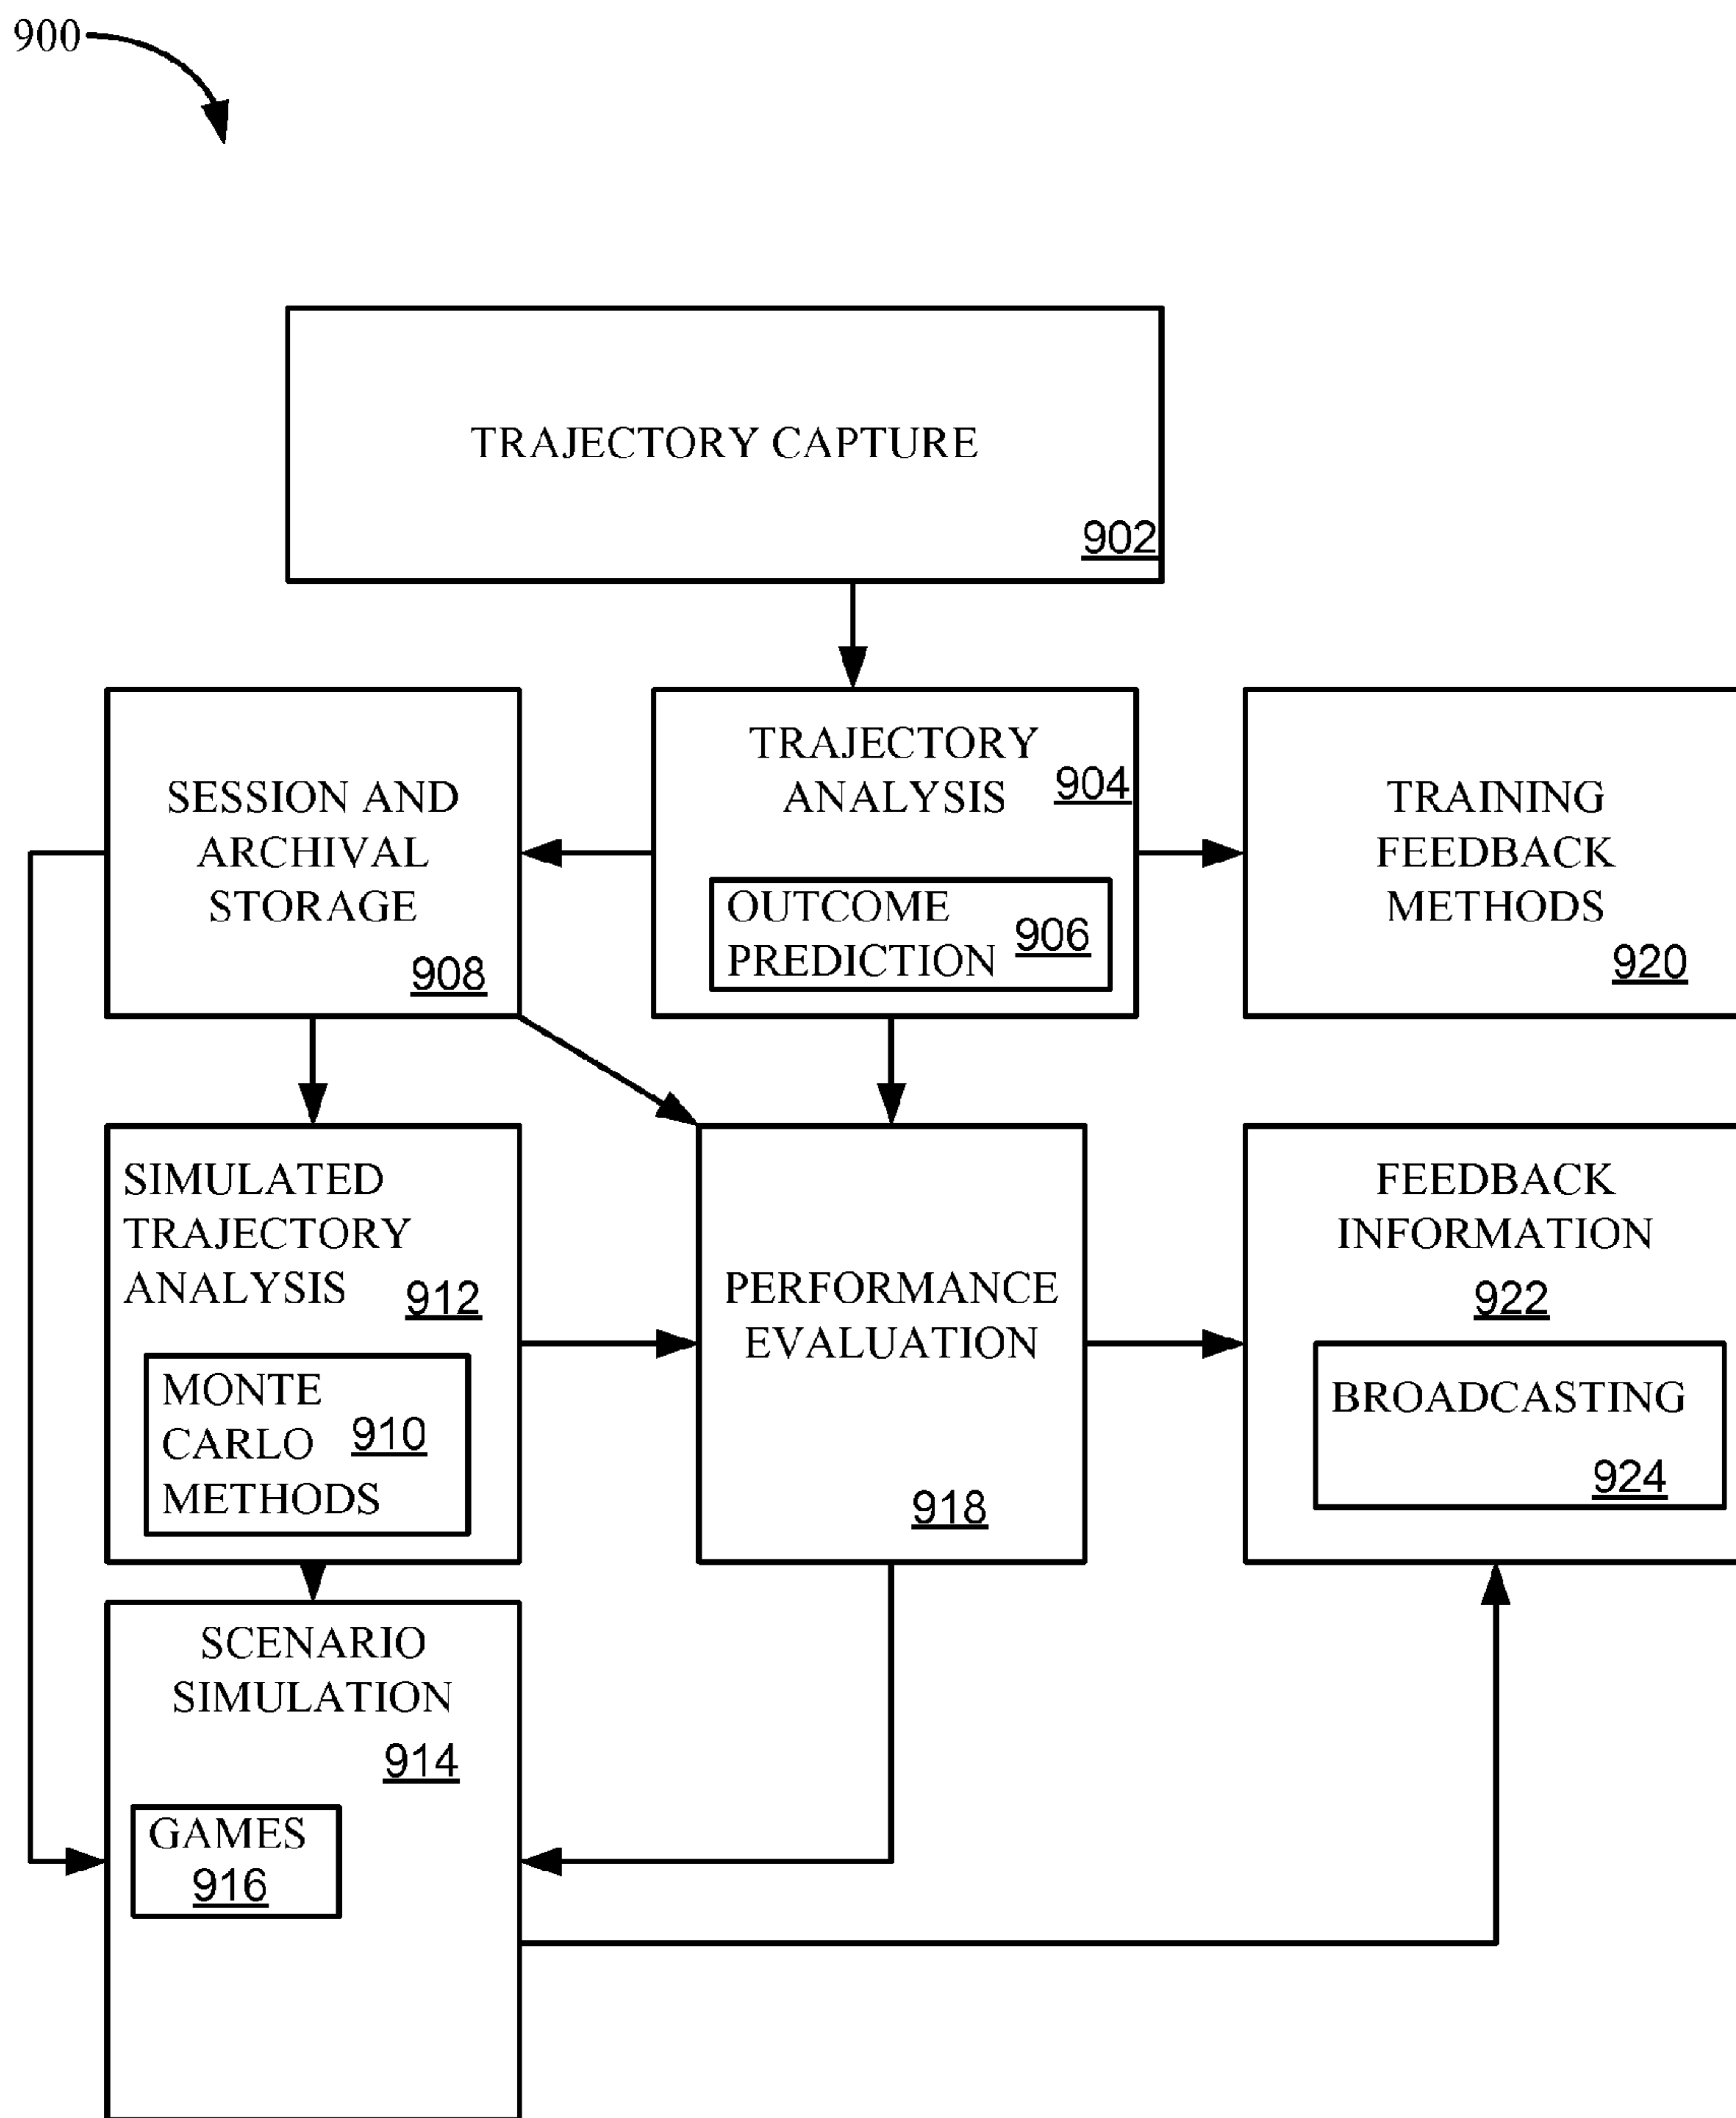 900
TRAJECTORY CAPTURE
902
SESSION AND
ARCHIVAL
STORAGE
908
TRAJECTORY
ANALYSIS
904
OUTCOME
PREDICTION
906
TRAINING
FEEDBACK
METHODS
920
SIMULATED
TRAJECTORY
ANALYSIS
912
MONTE
CARLO
METHODS
910
PERFORMANCE
EVALUATION
918
FEEDBACK
INFORMATION
922
BROADCASTING
924
SCENARIO
SIMULATION
914
GAMES
916